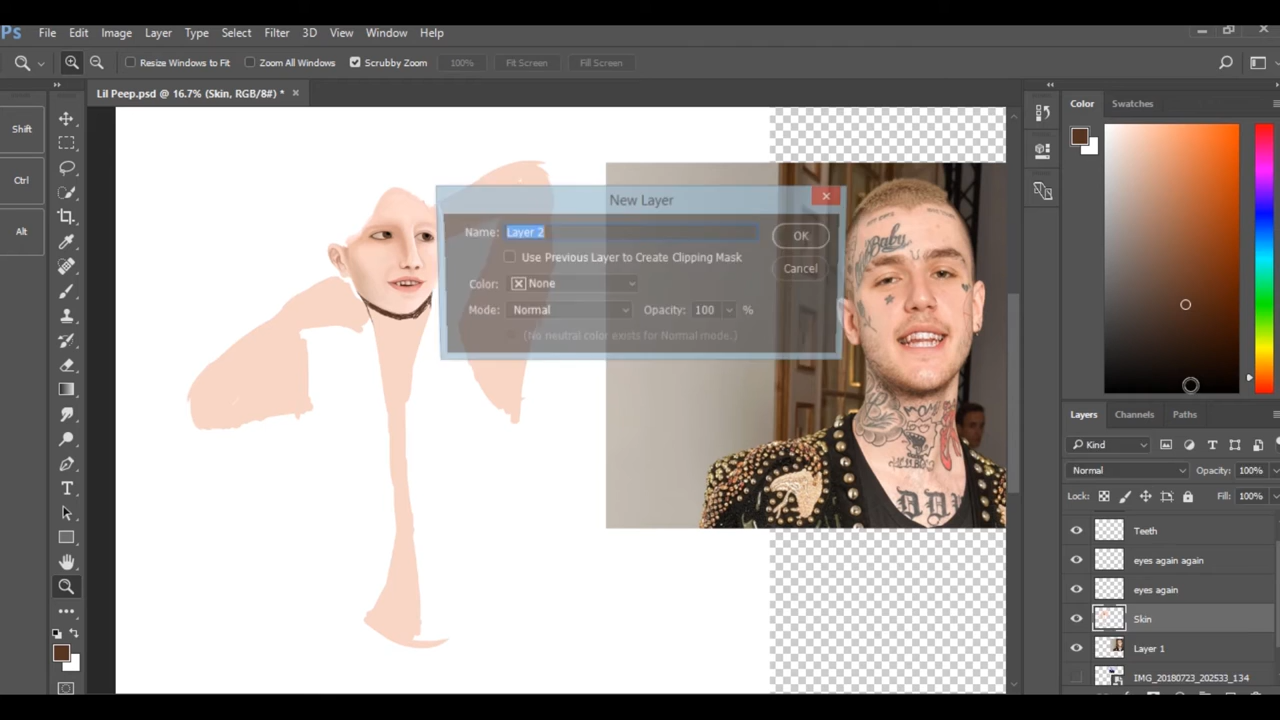 Ps File Edit Image Layer Type Select Filter 3D View Window Help
Resize Windows to Fit Zoom All Windows Scrubby Zoom 100% Fit Screen Fill Screen
Lil Peep.psd @ 16.7% (Skin, RGB/8#) * ×
Shift
Ctrl
Alt
New Layer
Name: Layer 2
OK
Use Previous Layer to Create Clipping Mask
Cancel
Color: None
Mode: Normal Opacity: 100 %
(No neutral color exists for Normal mode.)
Baby
Color Swatches
Layers Channels Paths
Kind
Normal Opacity: 100%
Lock: Fill: 100%
Teeth
eyes again again
eyes again
Skin
Layer 1
IMG_20180723_202533_134